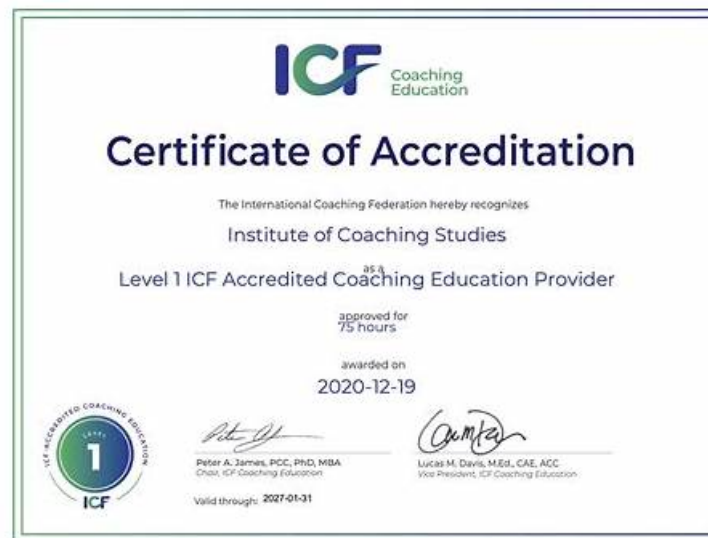 ICF Coaching
Education
Certificate of Accreditation
The International Coaching Federation hereby recognizes
Institute of Coaching Studies
as a
Level 1 ICF Accredited Coaching Education Provider
approved for
75 hours
awarded on
2020-12-19
ICF-ACCREDITED COACHING EDUCATION
LEVEL
1
ICF
Peter A. James, PCC, PhD, MBA
Chair, ICF Coaching Education
Lucas M. Davis, M.Ed., CAE, ACC
Vice President, ICF Coaching Education
Valid through: 2027-01-31